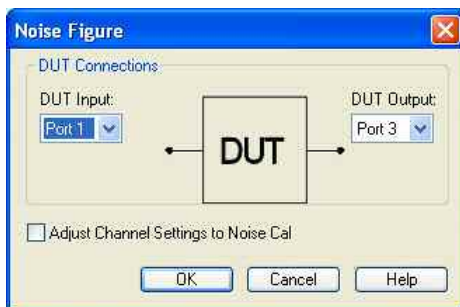 Noise Figure
DUT Connections
DUT Input:
DUT Output:
Port 1
Port 3
DUT
Adjust Channel Settings to Noise Cal
OK
Cancel
Help